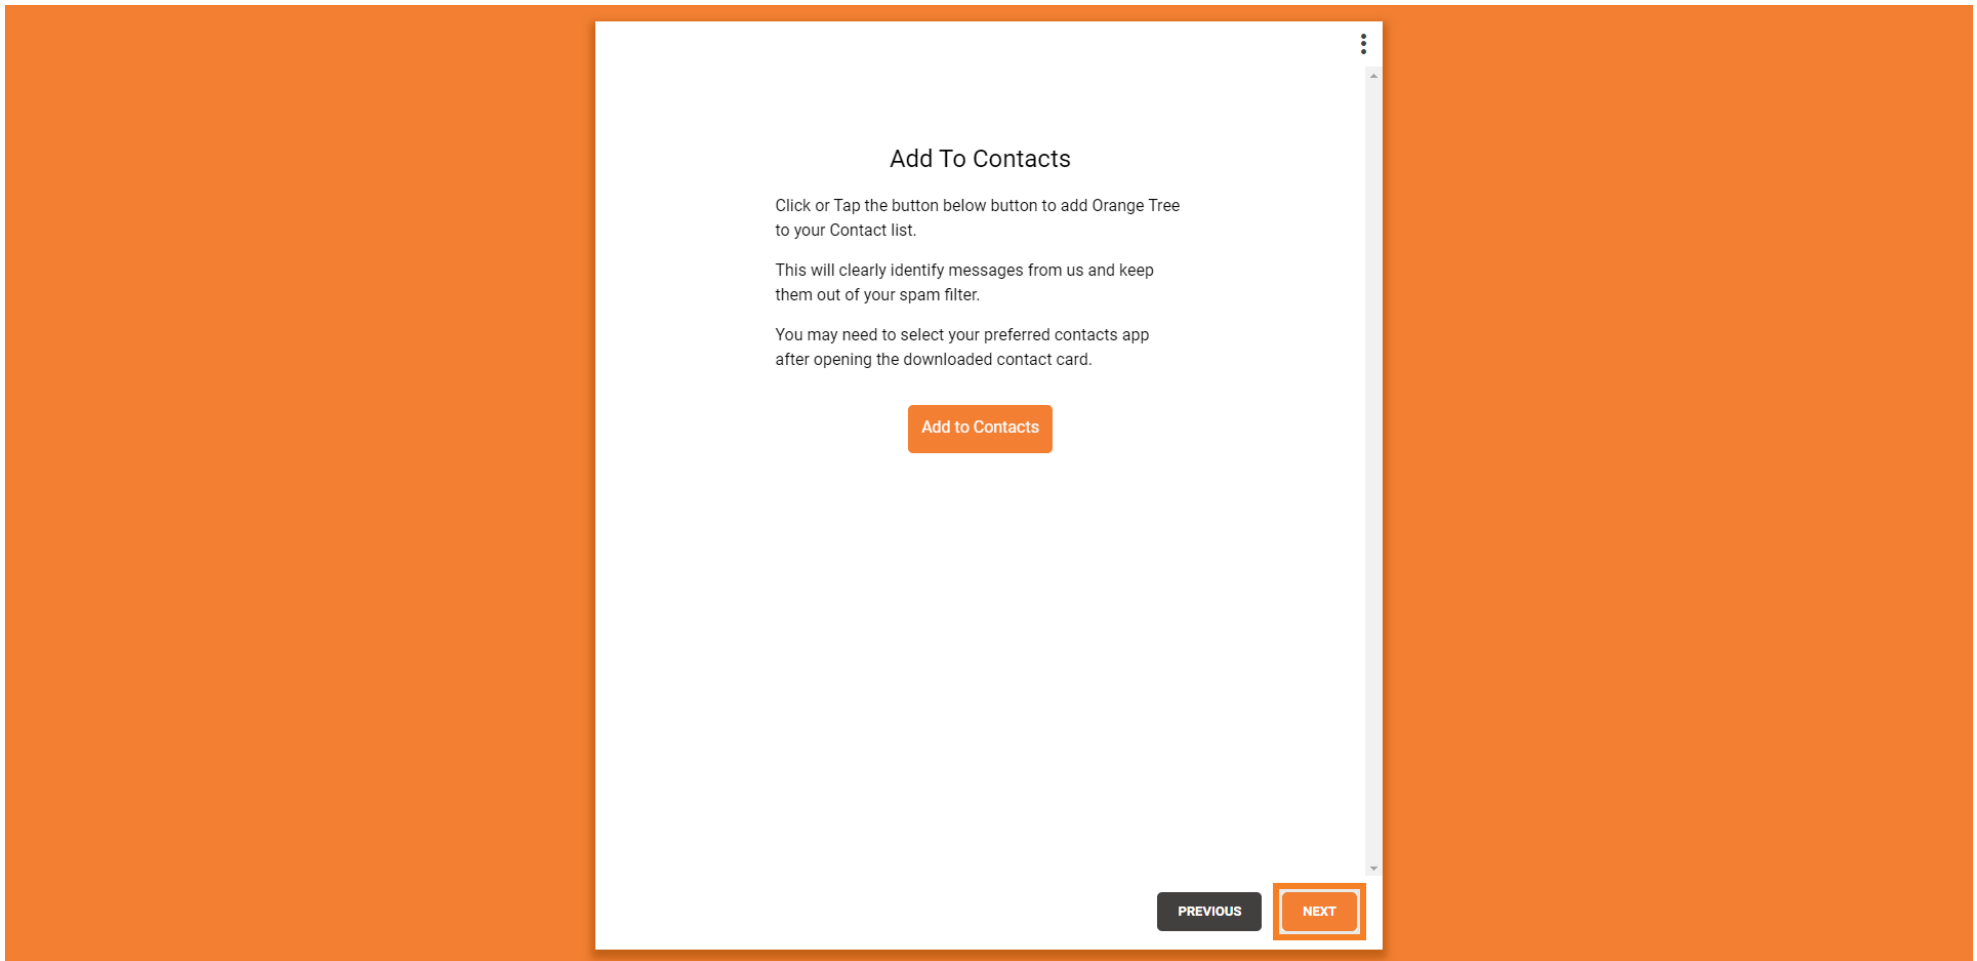 Add To Contacts
Click or Tap the button below button to add Orange Tree
to your Contact list.
This will clearly identify messages from us and keep
them out of your spam filter.
You may need to select your preferred contacts app
after opening the downloaded contact card.
Add to Contacts
PREVIOUS
NEXT